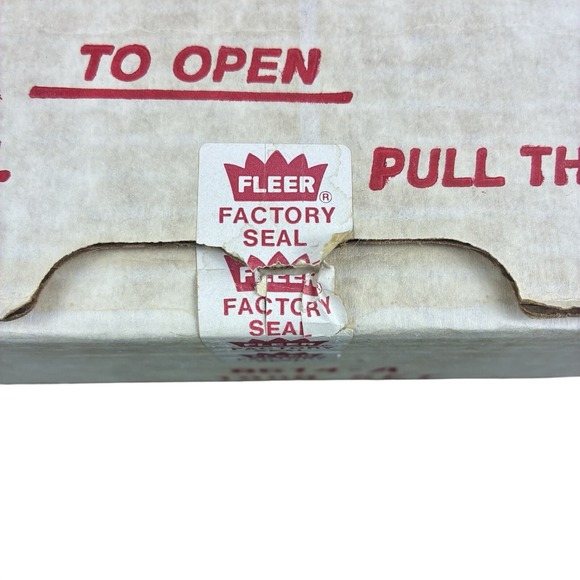 TO OPEN
PULL TH
FLEER®
FACTORY
SEAL
FLEER
FACTORY
SEAL